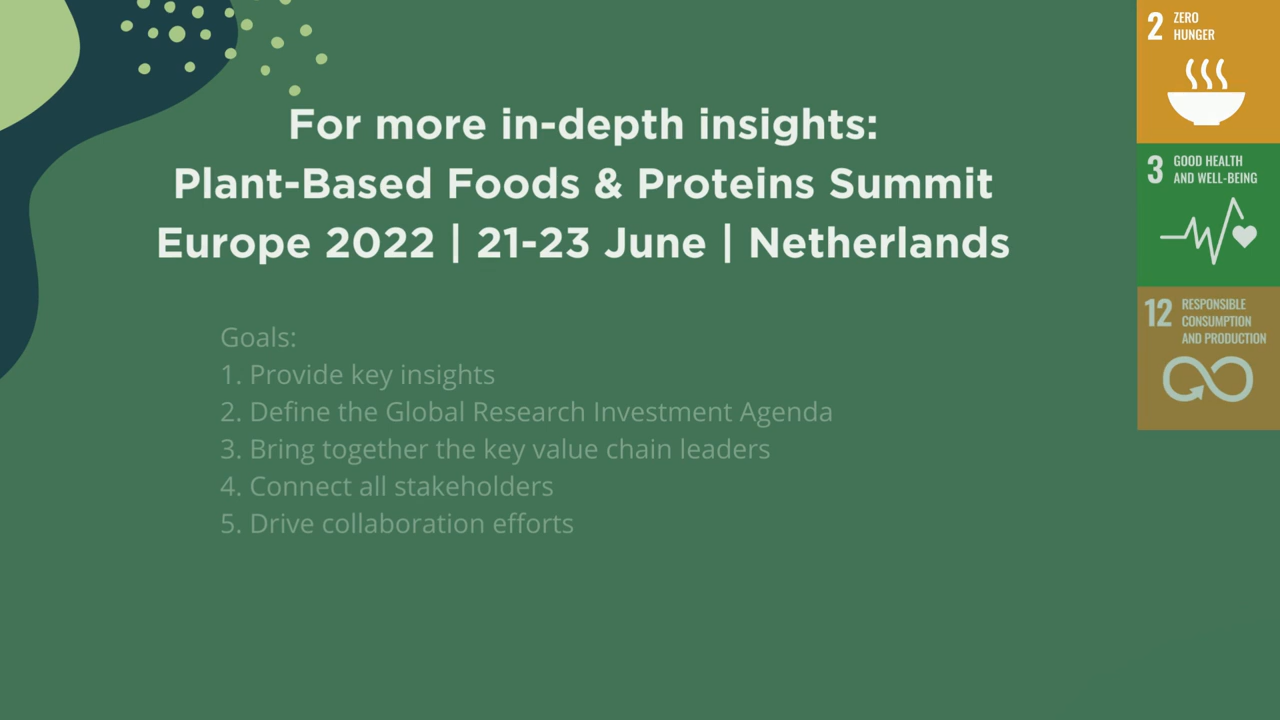 For more in-depth insights:
Plant-Based Foods & Proteins Summit
Europe 2022 | 21-23 June | Netherlands
Goals:
1. Provide key insights
2. Define the Global Research Investment Agenda
3. Bring together the key value chain leaders
4. Connect all stakeholders
5. Drive collaboration efforts
2 ZERO
HUNGER
3 GOOD HEALTH
AND WELL-BEING
12 RESPONSIBLE
CONSUMPTION
AND PRODUCTION